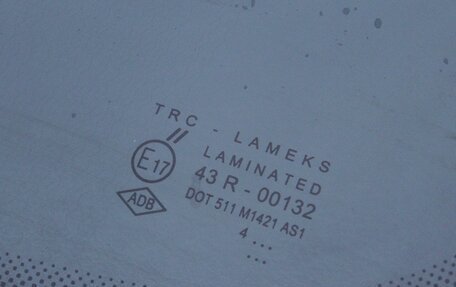 TRC - LAMEKS
//
LAMINATED
E17
43 R - 00132
ADB
DOT 511 M1421 AS1
4 ...
...